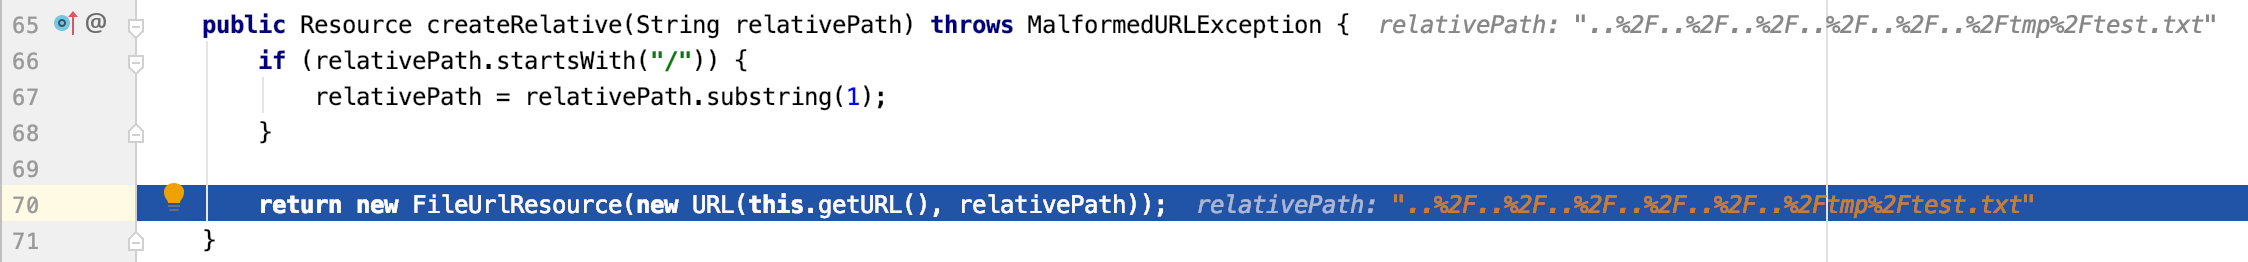 65 @ public Resource createRelative(String relativePath) throws MalformedURLException { relativePath: "..%2F..%2F..%2F..%2F..%2F..%2Ftmp%2Ftest.txt"
66 if (relativePath.startsWith("/")) {
67 relativePath = relativePath.substring(1);
68 }
69
70 return new FileUrlResource(new URL(this.getURL(), relativePath)); relativePath: "..%2F..%2F..%2F..%2F..%2F..%2Ftmp%2Ftest.txt"
71 }